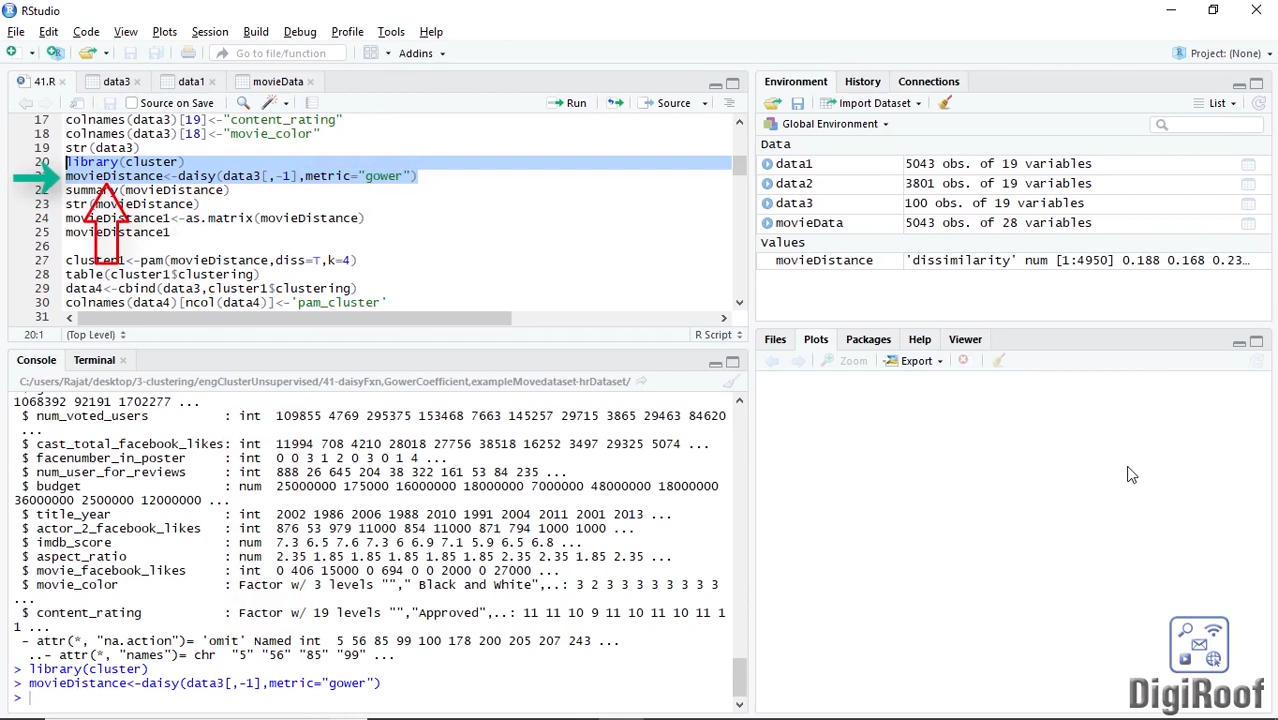 RStudio
File Edit Code View Plots Session Build Debug Profile Tools Help
Go to file/function Addins Project: (None)
41.R data3 data1 movieData
Source on Save Run Source
17 colnames(data3)[19]<-"content_rating"
18 colnames(data3)[18]<-"movie_color"
19 str(data3)
20 library(cluster)
movieDistance<-daisy(data3[,-1],metric="gower")
22 summary(movieDistance)
23 str(movieDistance)
24 movieDistance1<-as.matrix(movieDistance)
25 movieDistance1
26
27 cluster1<-pam(movieDistance,diss=T,k=4)
28 table(cluster1$clustering)
29 data4<-cbind(data3,cluster1$clustering)
30 colnames(data4)[ncol(data4)]<-'pam_cluster'
31
20:1 (Top Level) R Script
Console Terminal
C:/users/Rajat/desktop/3-clustering/engClusterUnsupervised/41-daisyFxn,GowerCoefficient,exampleMovedataset-hrDataset/
1068392 92191 1702277 ...
$ num_voted_users : int 109855 4769 295375 153468 7663 145257 29715 3865 29463 84620
...
$ cast_total_facebook_likes: int 11994 708 4210 28018 27756 38518 16252 3497 29325 5074 ...
$ facenumber_in_poster : int 0 0 3 1 2 0 3 0 1 4 ...
$ num_user_for_reviews : int 888 26 645 204 38 322 161 53 84 235 ...
$ budget : num 25000000 175000 16000000 18000000 7000000 48000000 18000000
36000000 2500000 12000000 ...
$ title_year : int 2002 1986 2006 1988 2010 1991 2004 2011 2001 2013 ...
$ actor_2_facebook_likes : int 876 53 979 11000 854 11000 871 794 1000 1000 ...
$ imdb_score : num 7.3 6.5 7.6 7.3 6 6.9 7.1 5.9 6.5 6.8 ...
$ aspect_ratio : num 2.35 1.85 1.85 1.85 1.85 2.35 2.35 1.85 2.35 ...
$ movie_facebook_likes : int 0 406 15000 0 694 0 0 2000 0 27000 ...
$ movie_color : Factor w/ 3 levels ""," Black and White",..: 3 2 3 3 3 3 3 3 3 3
...
$ content_rating : Factor w/ 19 levels "","Approved",..: 11 11 10 9 11 10 11 10 11 1
1 ...
- attr(*, "na.action")= 'omit' Named int 5 56 85 99 100 178 200 205 207 243 ...
..- attr(*, "names")= chr "5" "56" "85" "99" ...
> library(cluster)
> movieDistance<-daisy(data3[,-1],metric="gower")
>
Environment History Connections
Import Dataset List
Global Environment
data1 5043 obs. of 19 variables
data2 3801 obs. of 19 variables
data3 100 obs. of 19 variables
movieData 5043 obs. of 28 variables
Values
movieDistance 'dissimilarity' num [1:4950] 0.188 0.168 0.23…
Files Plots Packages Help Viewer
Zoom Export
DigiRoof